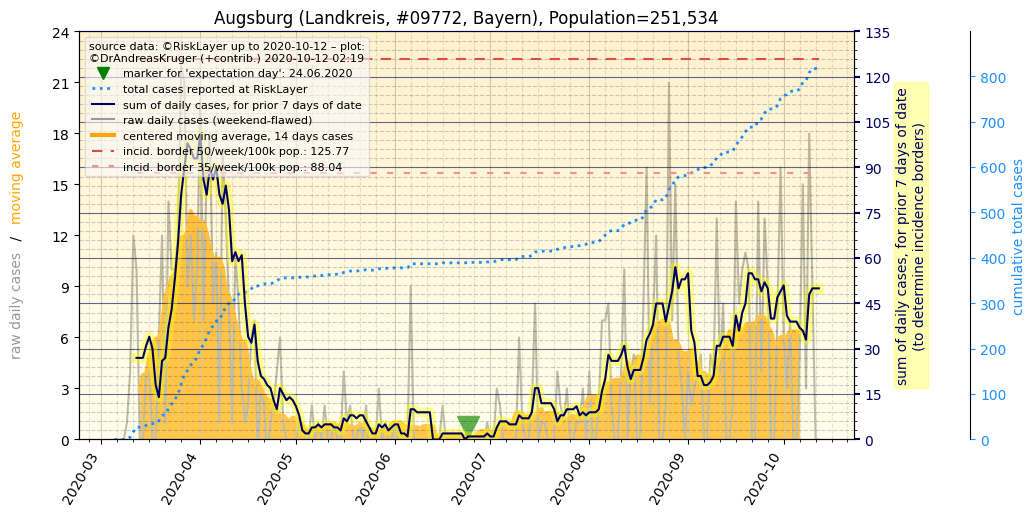 Augsburg (Landkreis, #09772, Bayern), Population=251,534
source data: ©RiskLayer up to 2020-10-12 – plot:
©DrAndreasKruger (+contrib.) 2020-10-12 02:19
marker for 'expectation day': 24.06.2020
total cases reported at RiskLayer
sum of daily cases, for prior 7 days of date
raw daily cases (weekend-flawed)
centered moving average, 14 days cases
incid. border 50/week/100k pop.: 125.77
incid. border 35/week/100k pop.: 88.04
raw daily cases / moving average
24
21
18
15
12
9
6
3
0
135
120
105
90
75
60
45
30
15
0
sum of daily cases, for prior 7 days of date
(to determine incidence borders)
800
700
600
500
400
300
200
100
0
cumulative total cases
2020-03
2020-04
2020-05
2020-06
2020-07
2020-08
2020-09
2020-10